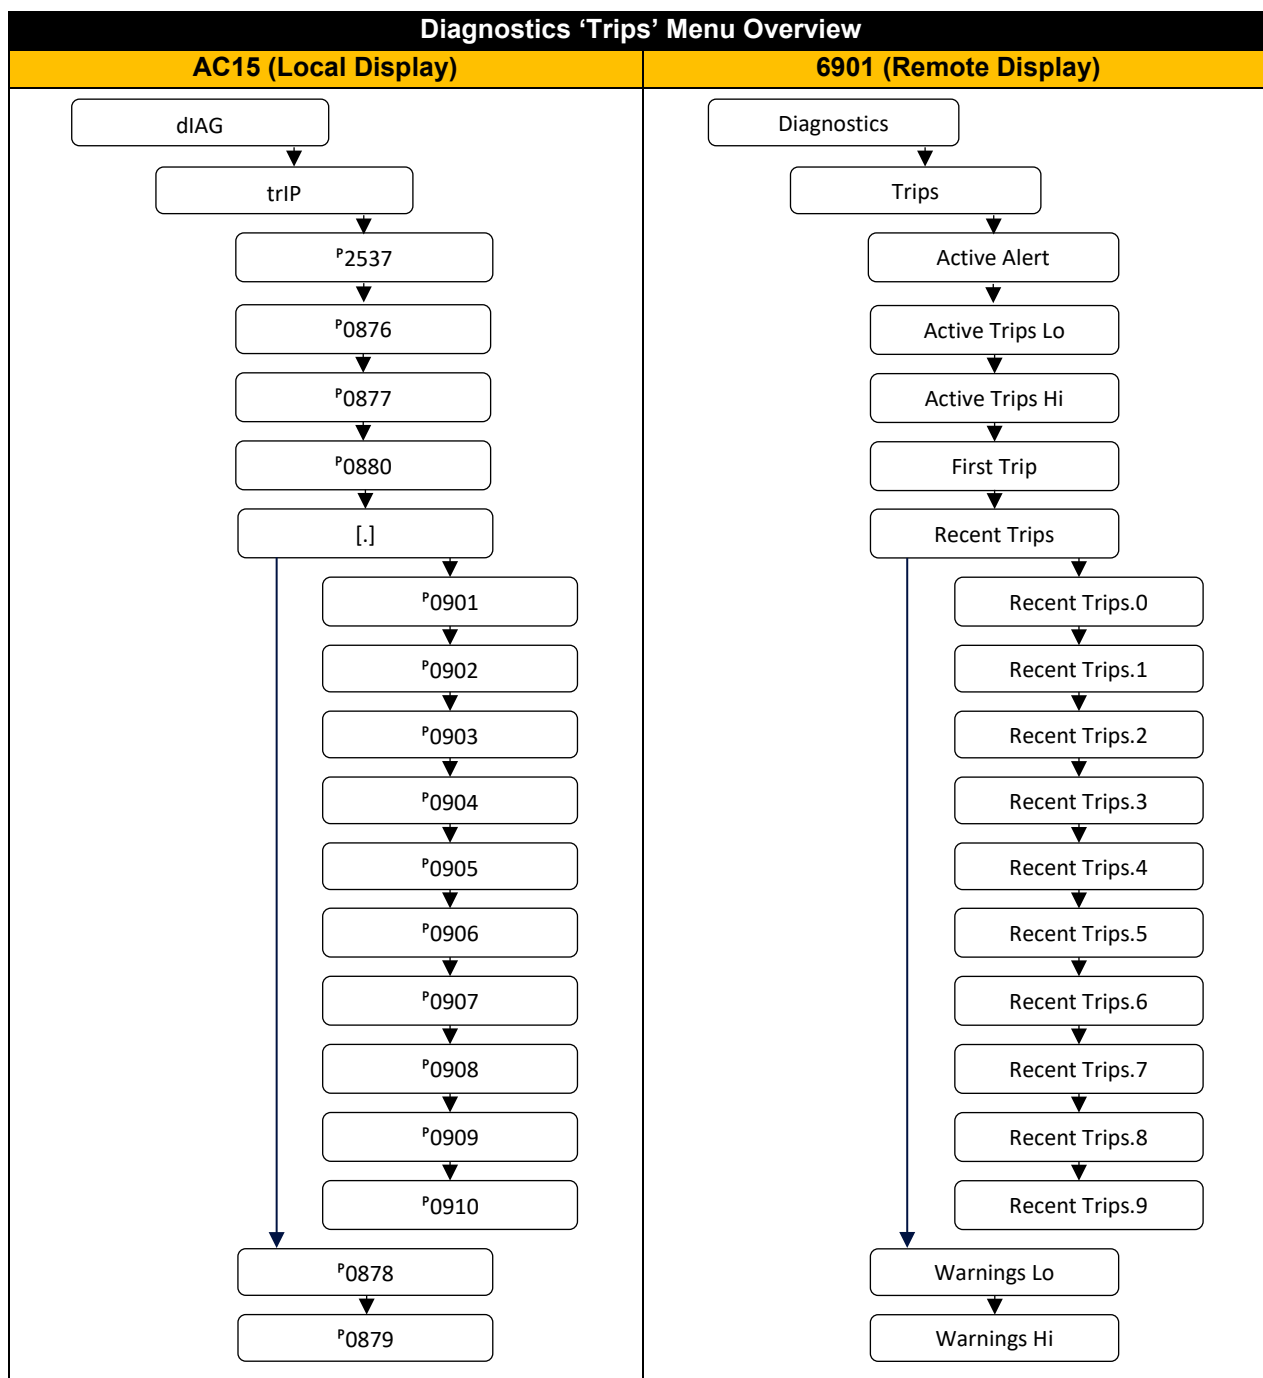 Diagnostics ‘Trips’ Menu Overview
AC15 (Local Display)
6901 (Remote Display)
dIAG
trIP
ᴾ2537
ᴾ0876
ᴾ0877
ᴾ0880
[.]
ᴾ0901
ᴾ0902
ᴾ0903
ᴾ0904
ᴾ0905
ᴾ0906
ᴾ0907
ᴾ0908
ᴾ0909
ᴾ0910
ᴾ0878
ᴾ0879
Diagnostics
Trips
Active Alert
Active Trips Lo
Active Trips Hi
First Trip
Recent Trips
Recent Trips.0
Recent Trips.1
Recent Trips.2
Recent Trips.3
Recent Trips.4
Recent Trips.5
Recent Trips.6
Recent Trips.7
Recent Trips.8
Recent Trips.9
Warnings Lo
Warnings Hi